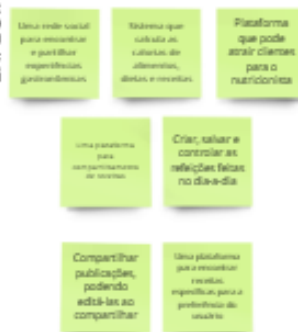 Uma rede social
para encontrar
e partilhar
experiências
gastronômicas
Sistema que
calcula as
calorias de
alimentos,
dietas e receitas
Plataforma
que pode
atrair clientes
para o
nutricionista
Uma plataforma
para
compartilhamento
de receitas
Criar, salvar e
controlar as
refeições feitas
no dia-a-dia
Compartilhar
publicações,
podendo
editá-las ao
compartilhar
Uma plataforma
para encontrar
receitas
específicas para a
preferência do
usuário